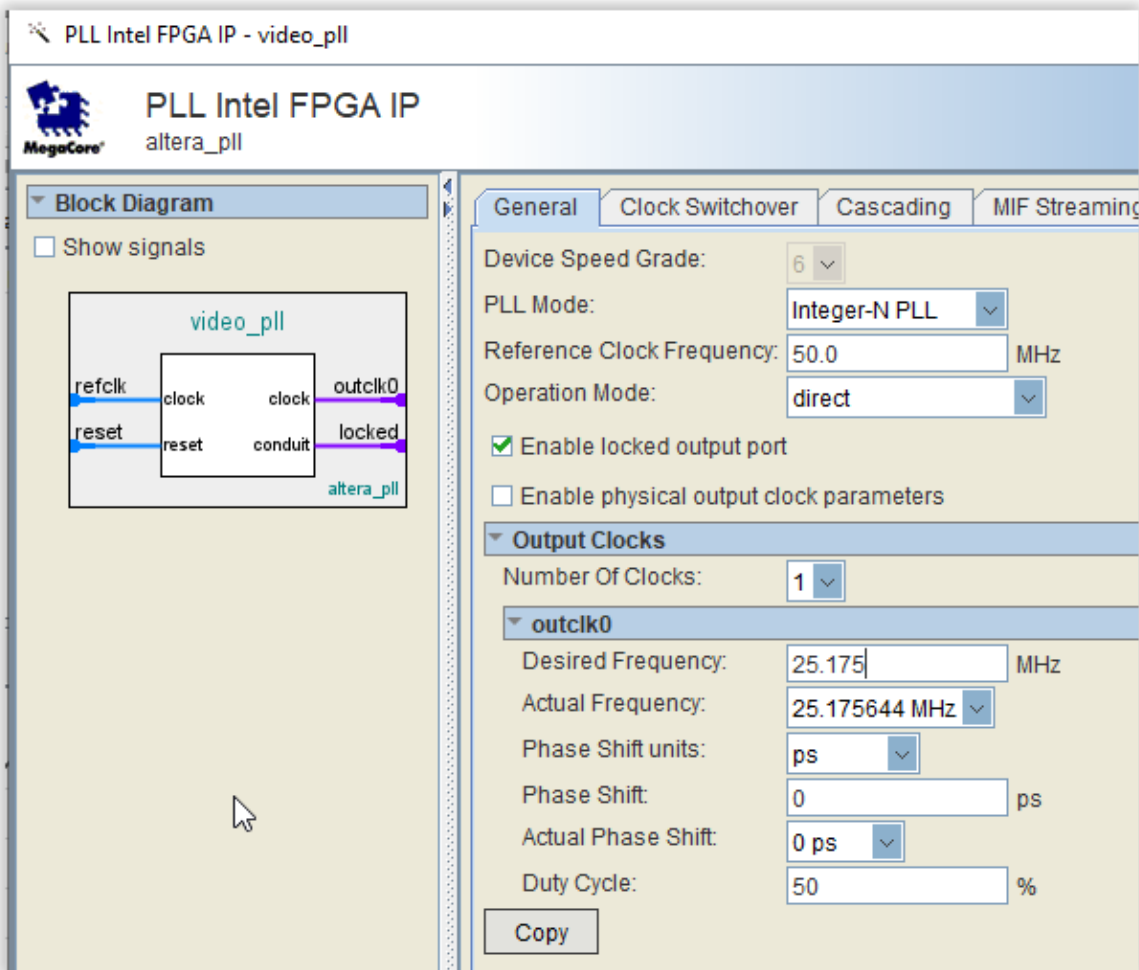 PLL Intel FPGA IP - video_pll
PLL Intel FPGA IP
altera_pll
MegaCore®
Block Diagram
Show signals
video_pll
refclk
clock
clock
outclk0
reset
reset
conduit
locked
altera_pll
General
Clock Switchover
Cascading
MIF Streaming
Device Speed Grade:
6
PLL Mode:
Integer-N PLL
Reference Clock Frequency:
50.0
MHz
Operation Mode:
direct
Enable locked output port
Enable physical output clock parameters
Output Clocks
Number Of Clocks:
1
outclk0
Desired Frequency:
25.175
MHz
Actual Frequency:
25.175644 MHz
Phase Shift units:
ps
Phase Shift:
0
ps
Actual Phase Shift:
0 ps
Duty Cycle:
50
%
Copy